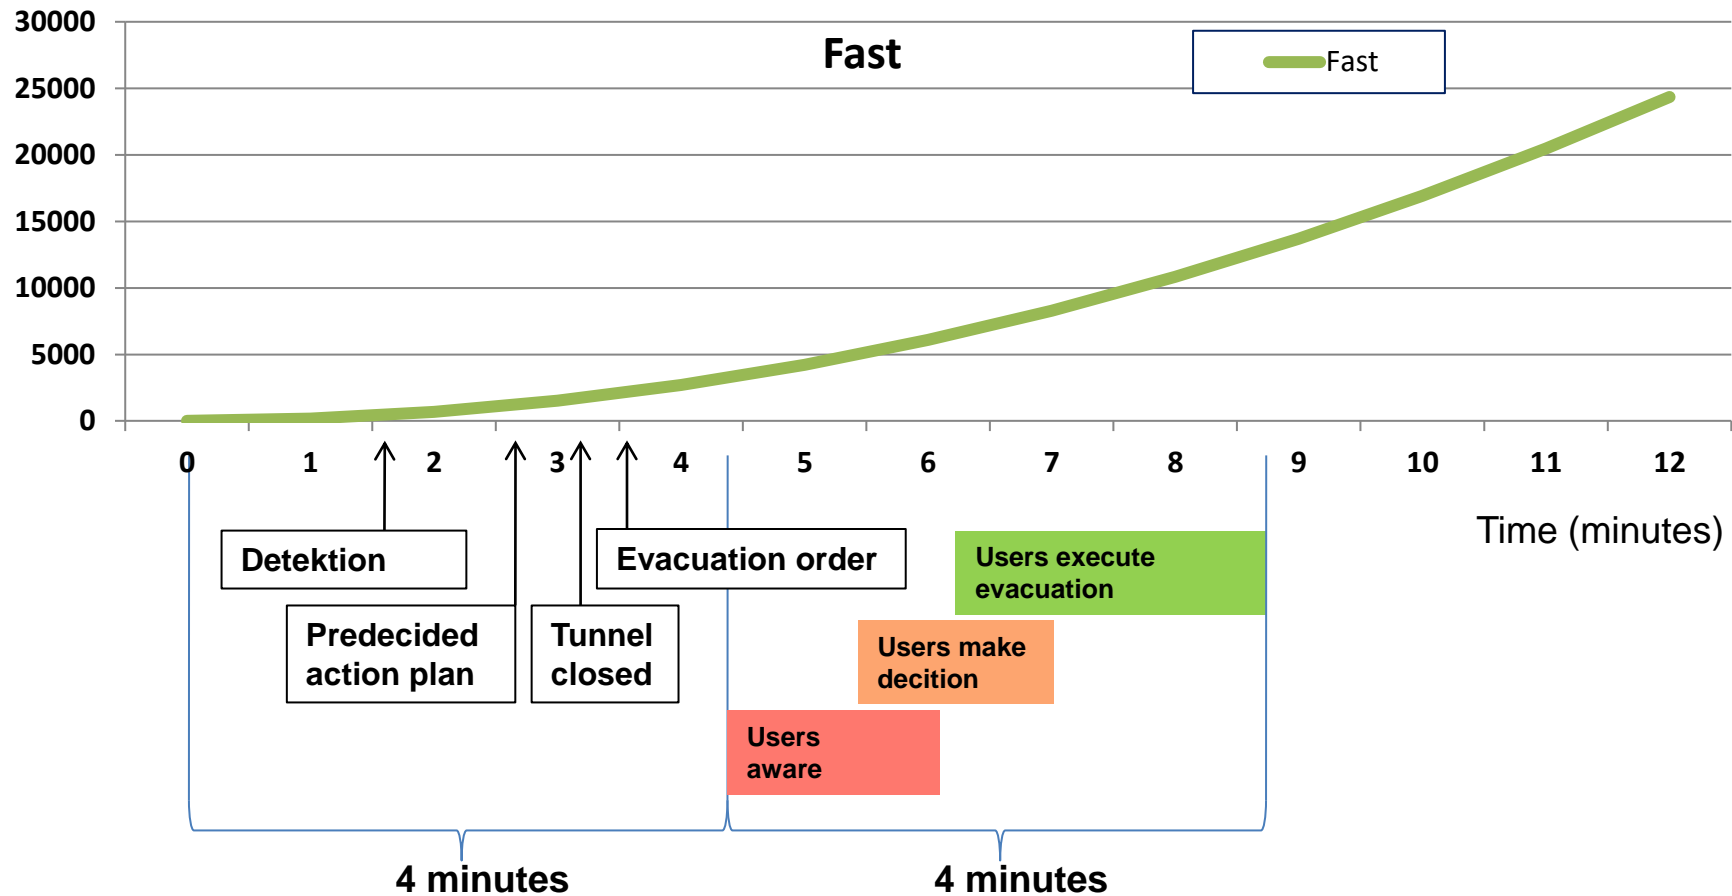 Fast
Fast
30000
25000
20000
15000
10000
5000
0
0 1 2 3 4 5 6 7 8 9 10 11 12
Time (minutes)
Detektion
Evacuation order
Predecided
action plan
Tunnel
closed
Users execute
evacuation
Users make
decition
Users
aware
4 minutes
4 minutes